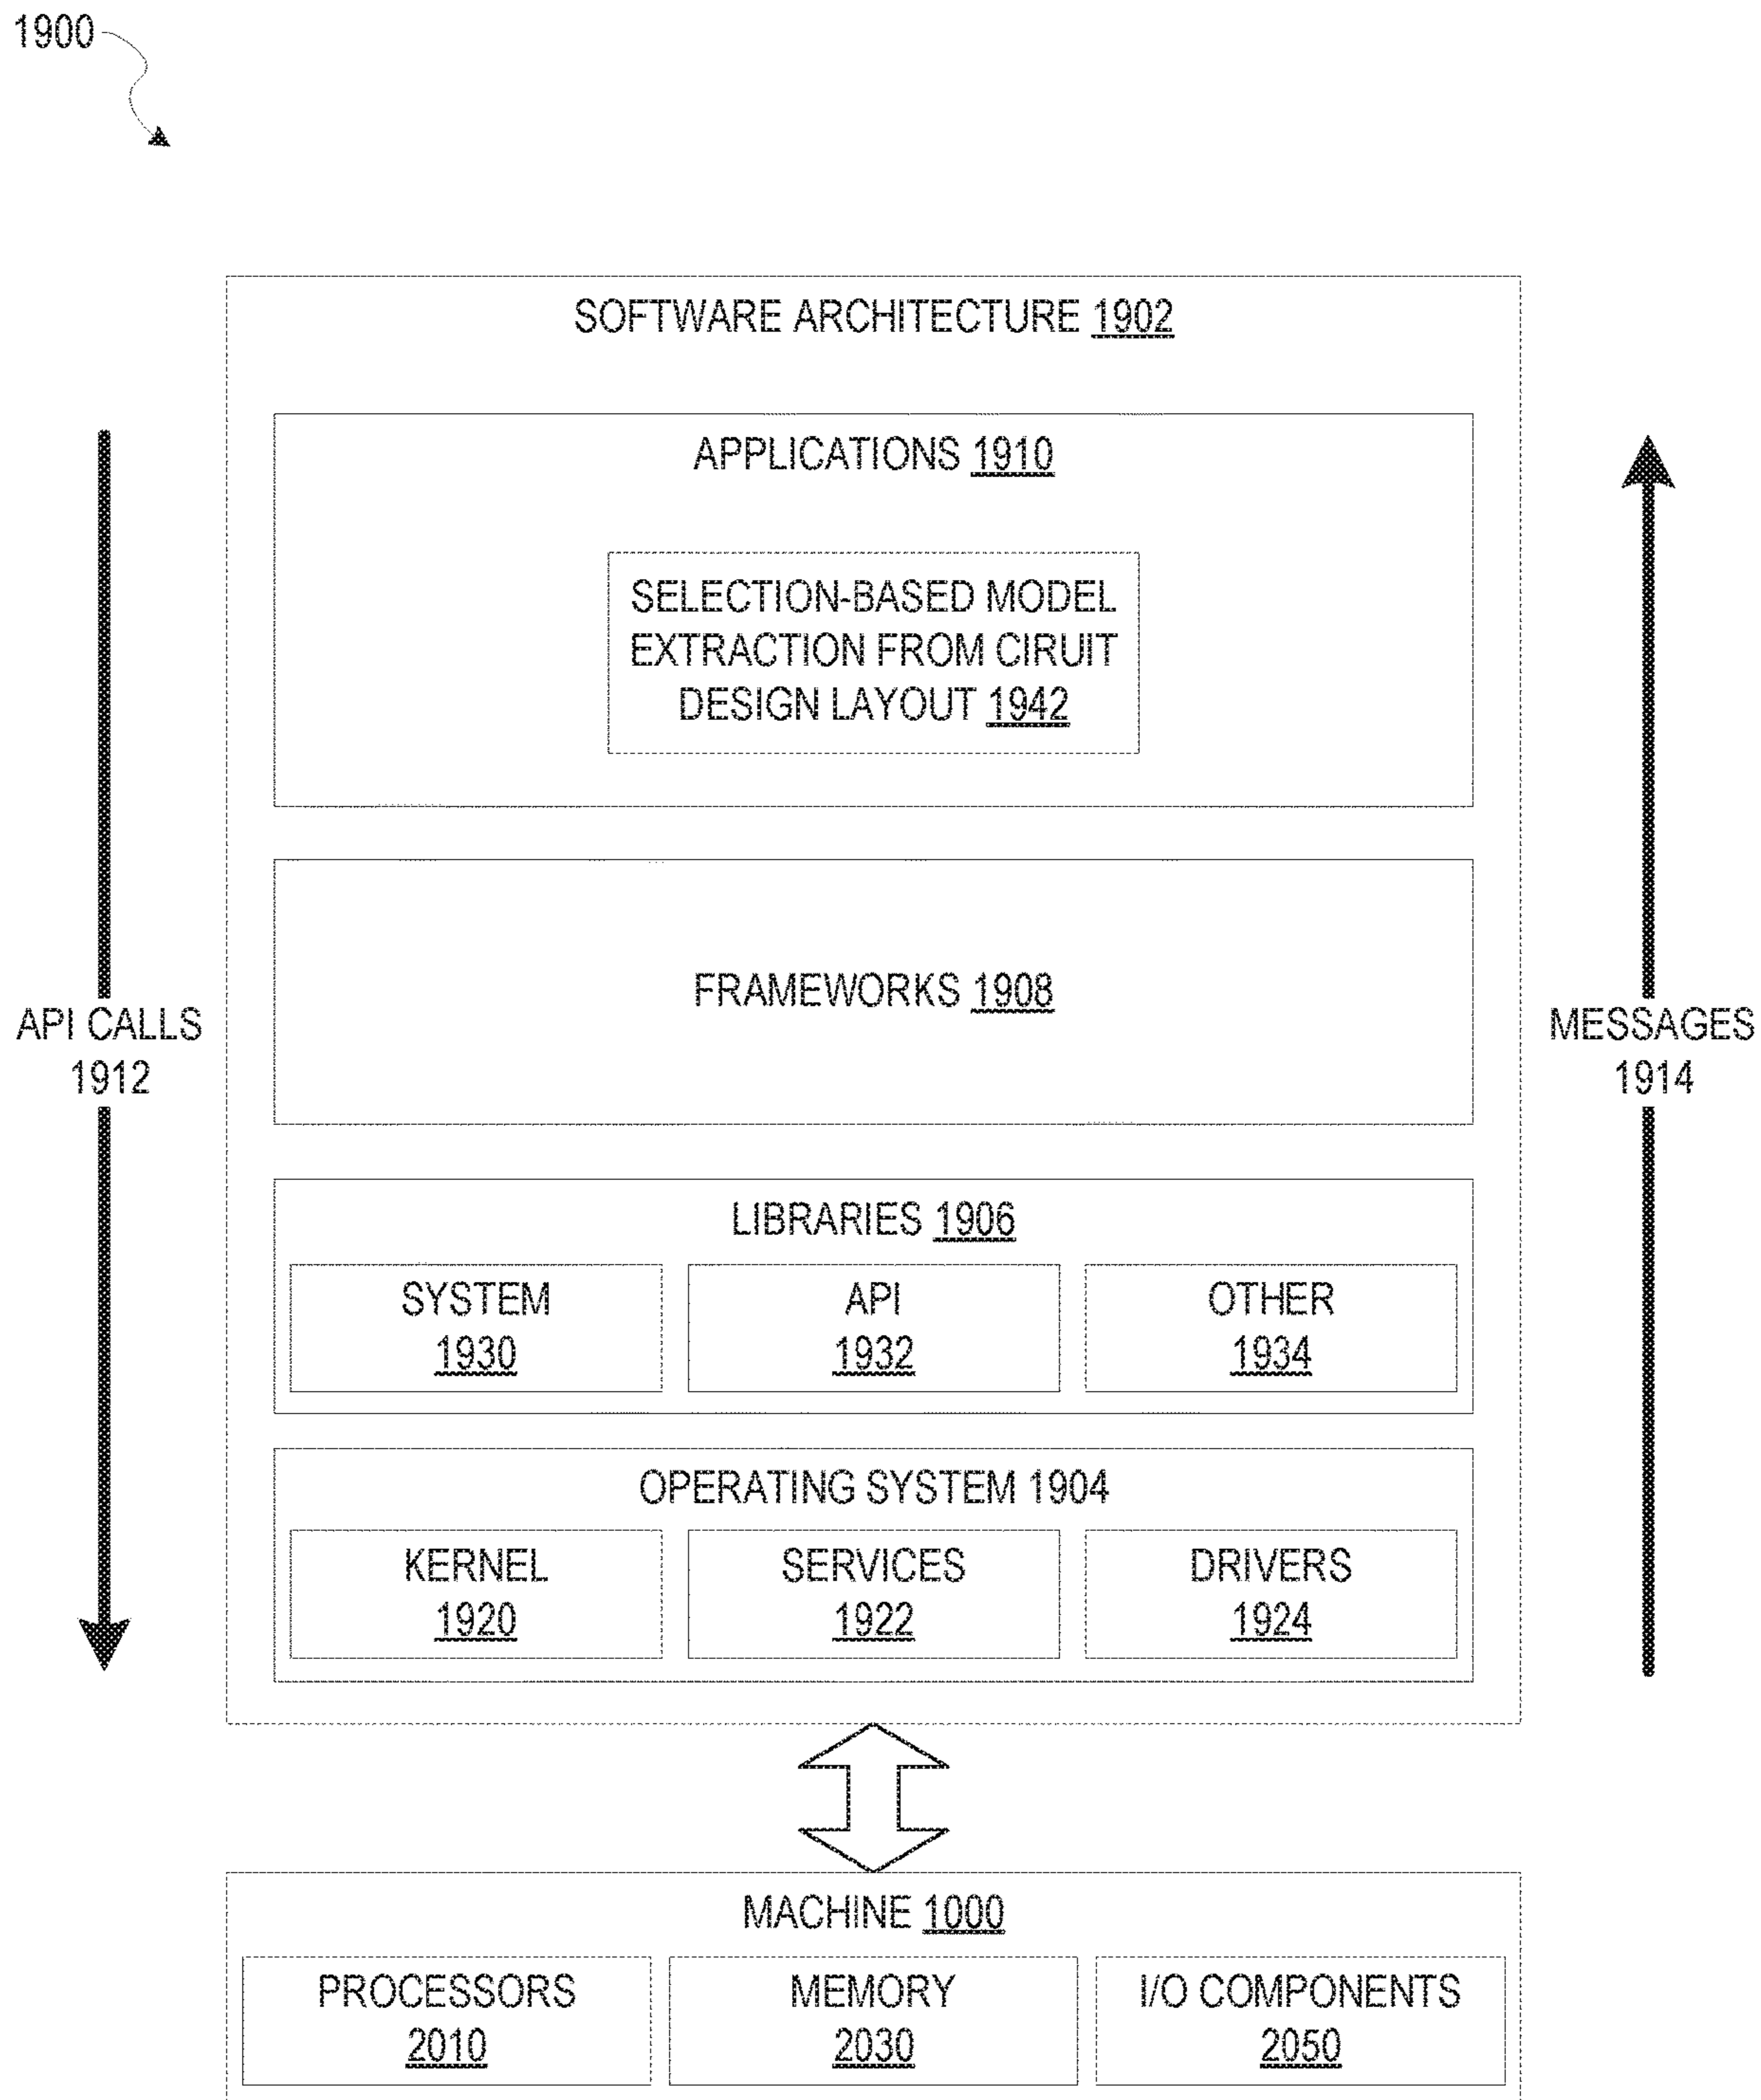 1900
SOFTWARE ARCHITECTURE 1902
APPLICATIONS 1910
SELECTION-BASED MODEL
EXTRACTION FROM CIRUIT
DESIGN LAYOUT 1942
FRAMEWORKS 1908
API CALLS
1912
MESSAGES
1914
LIBRARIES 1906
SYSTEM
1930
API
1932
OTHER
1934
OPERATING SYSTEM 1904
KERNEL
1920
SERVICES
1922
DRIVERS
1924
MACHINE 1000
PROCESSORS
2010
MEMORY
2030
I/O COMPONENTS
2050